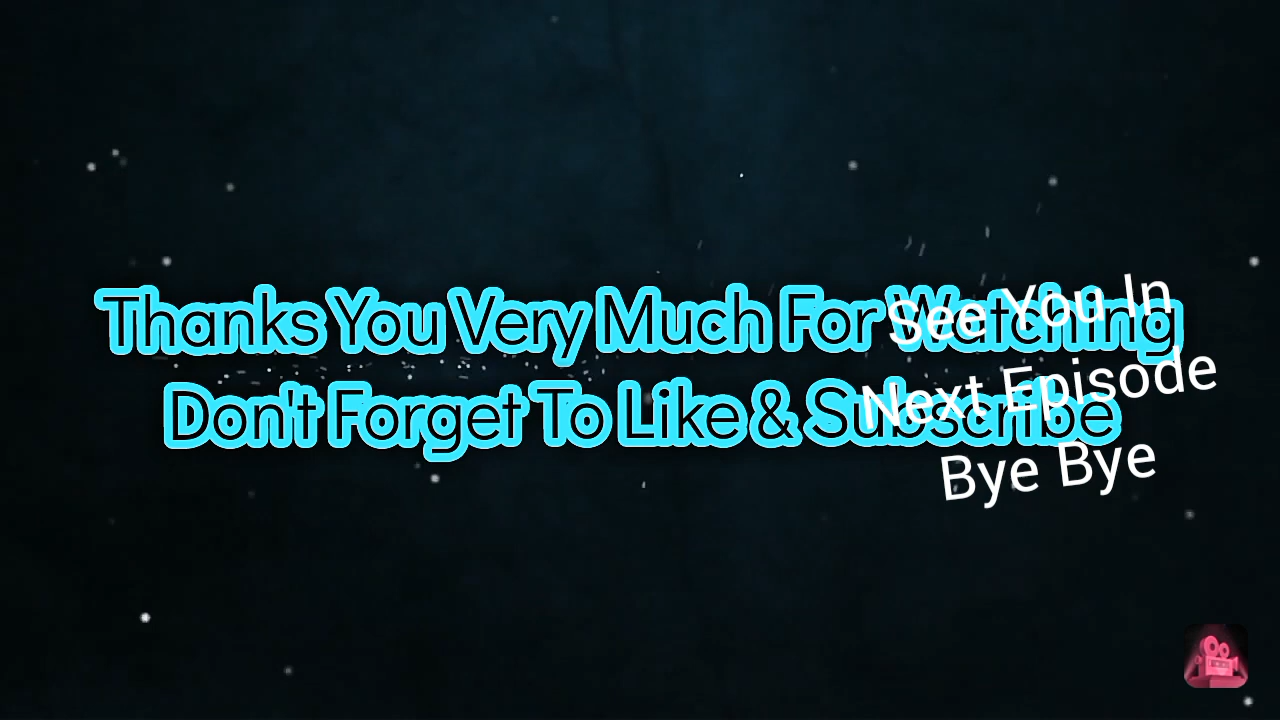 Thanks You Very Much For Watching
Don't Forget To Like & Subscribe
See You In
Next Episode
Bye Bye